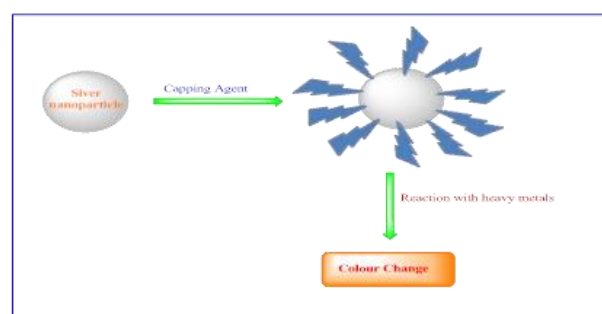 Siver
nanoparticle
Capping Agent
Reaction with heavy metals
Colour Change